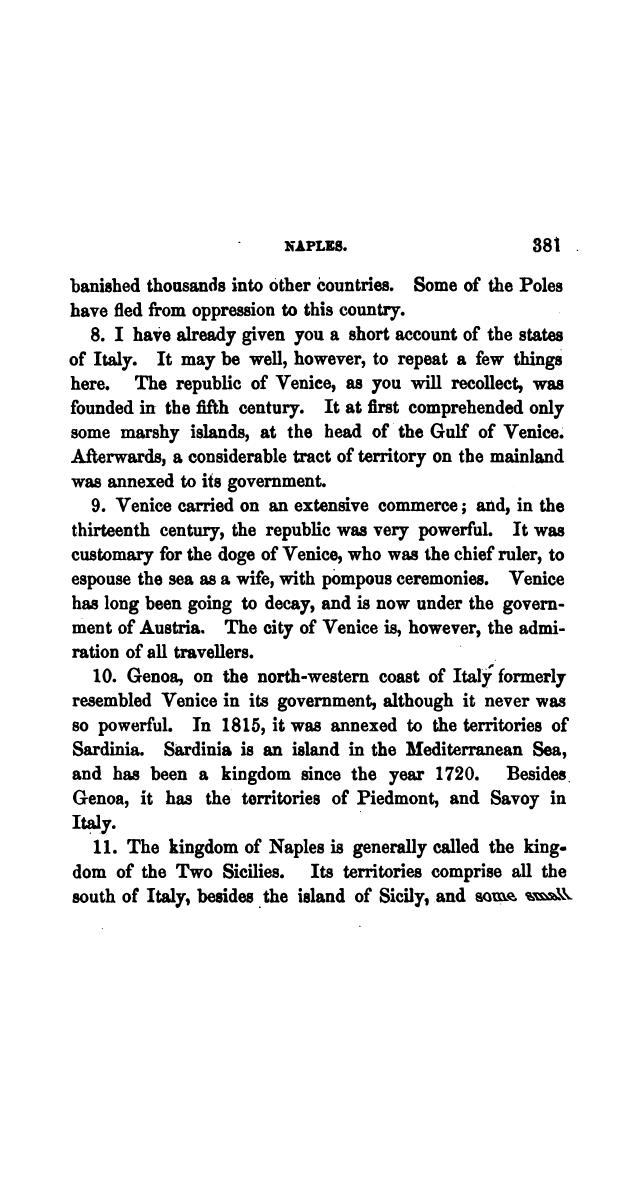 NAPLES. 381
banished thousands into other countries. Some of the Poles
have fled from oppression to this country.
8. I have already given you a short account of the states
of Italy. It may be well, however, to repeat a few things
here. The republic of Venice, as you will recollect, was
founded in the fifth century. It at first comprehended only
some marshy islands, at the head of the Gulf of Venice.
Afterwards, a considerable tract of territory on the mainland
was annexed to its government.
9. Venice carried on an extensive commerce; and, in the
thirteenth century, the republic was very powerful. It was
customary for the doge of Venice, who was the chief ruler, to
espouse the sea as a wife, with pompous ceremonies. Venice
has long been going to decay, and is now under the govern-
ment of Austria. The city of Venice is, however, the admi-
ration of all travellers.
10. Genoa, on the north-western coast of Italy formerly
resembled Venice in its government, although it never was
so powerful. In 1815, it was annexed to the territories of
Sardinia. Sardinia is an island in the Mediterranean Sea,
and has been a kingdom since the year 1720. Besides
Genoa, it has the territories of Piedmont, and Savoy in
Italy.
11. The kingdom of Naples is generally called the king-
dom of the Two Sicilies. Its territories comprise all the
south of Italy, besides the island of Sicily, and some small